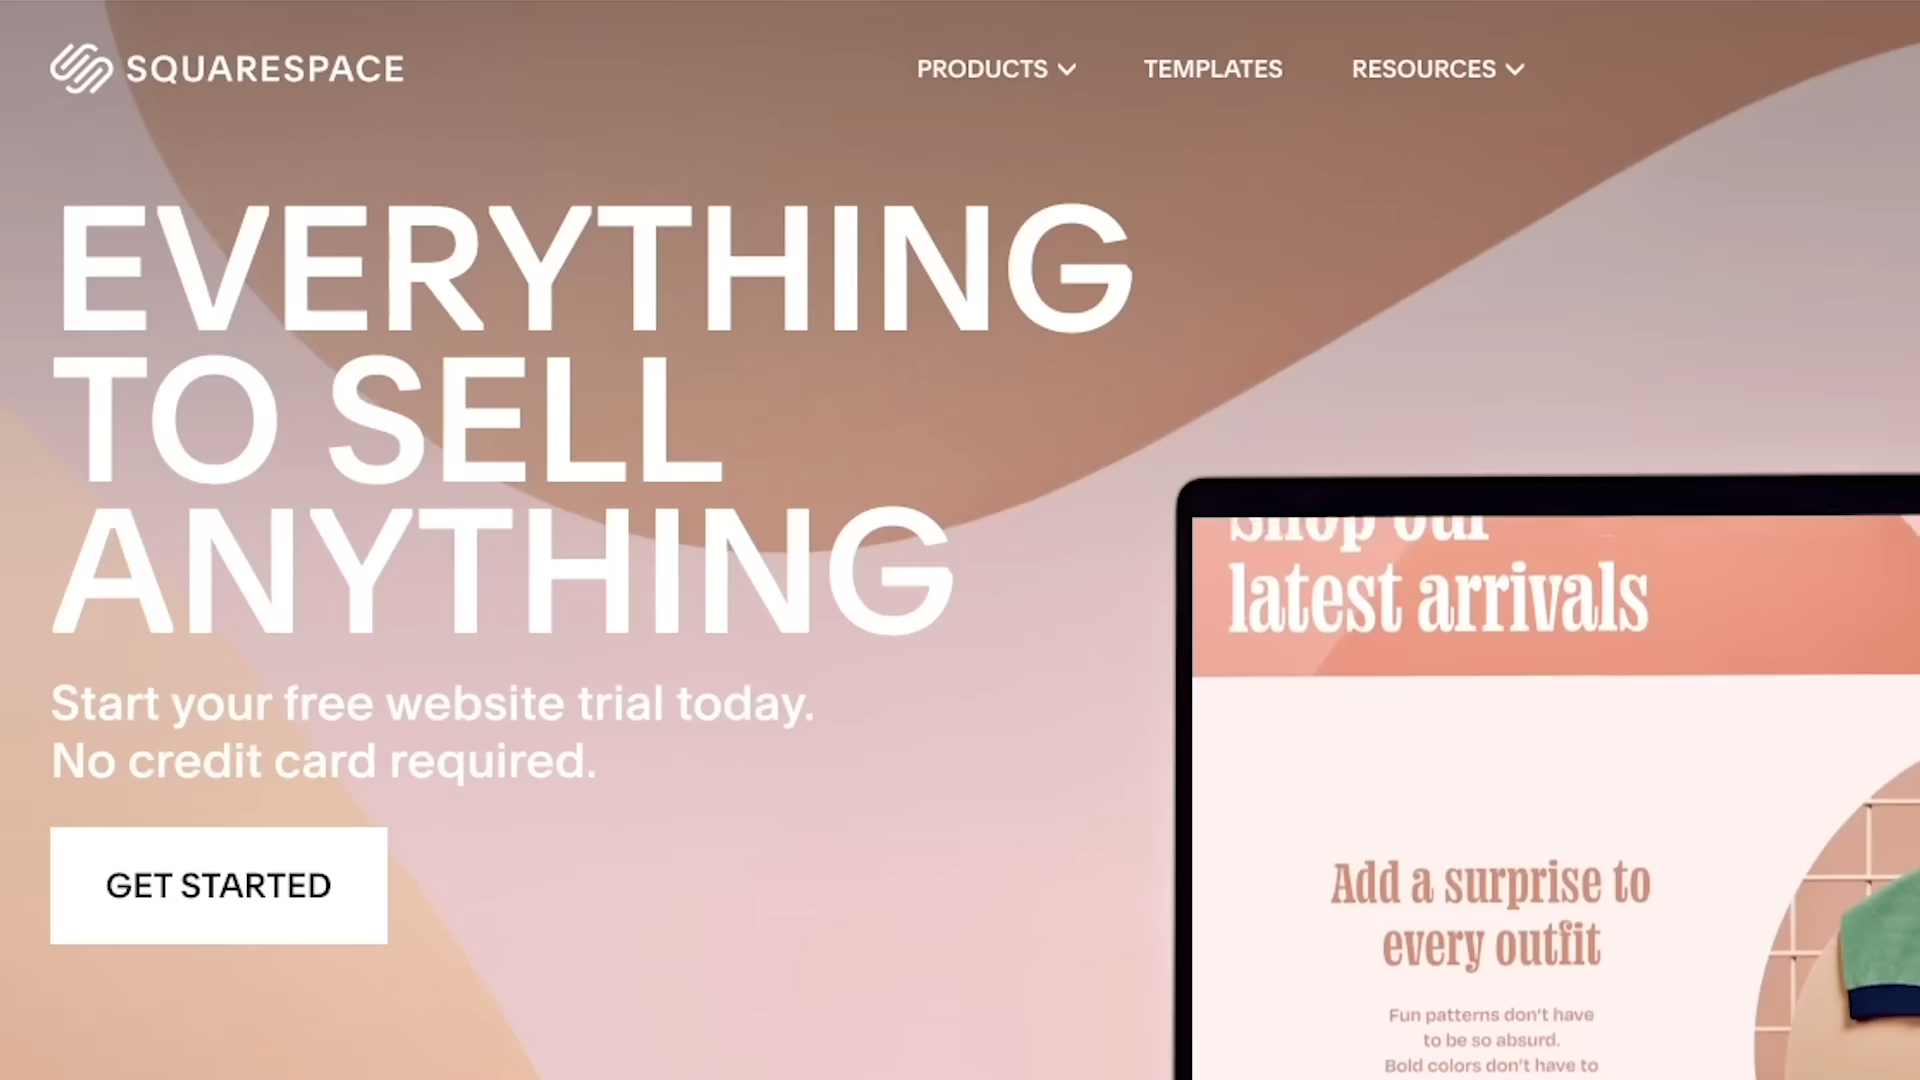 SQUARESPACE
PRODUCTS
TEMPLATES
RESOURCES
EVERYTHING
TO SELL
ANYTHING
Start your free website trial today.
No credit card required.
GET STARTED
Shop our
latest arrivals
Add a surprise to
every outfit
Fun patterns don't have
to be so absurd.
Bold colors don't have to